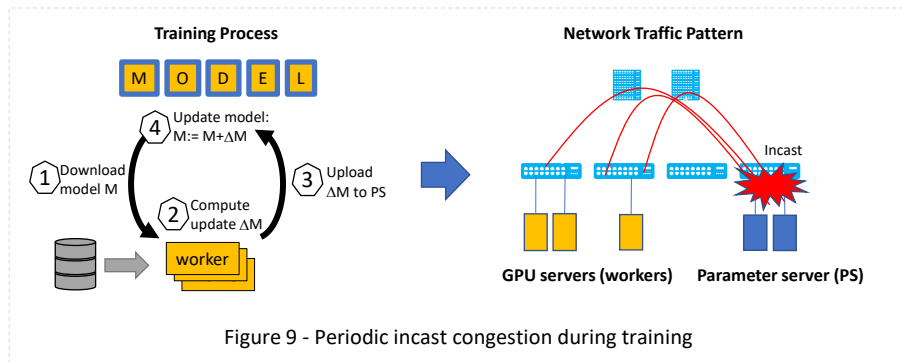 Training Process
M O D E L
4 Update model:
M:= M+ΔM
1 Download
model M
3 Upload
ΔM to PS
2 Compute
update ΔM
worker
Network Traffic Pattern
Incast
GPU servers (workers)
Parameter server (PS)
Figure 9 - Periodic incast congestion during training